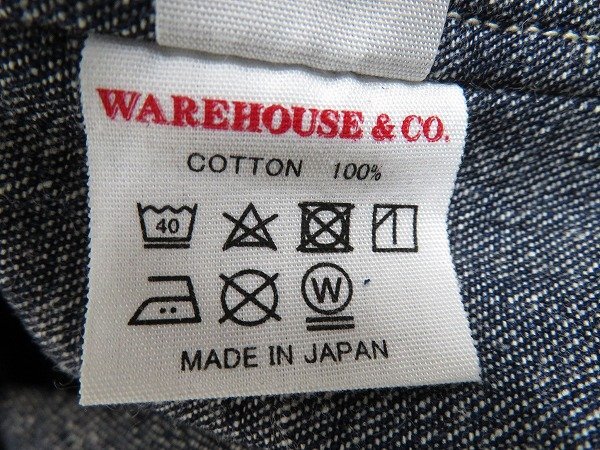 WAREHOUSE & CO.
COTTON 100%
40
W
MADE IN JAPAN